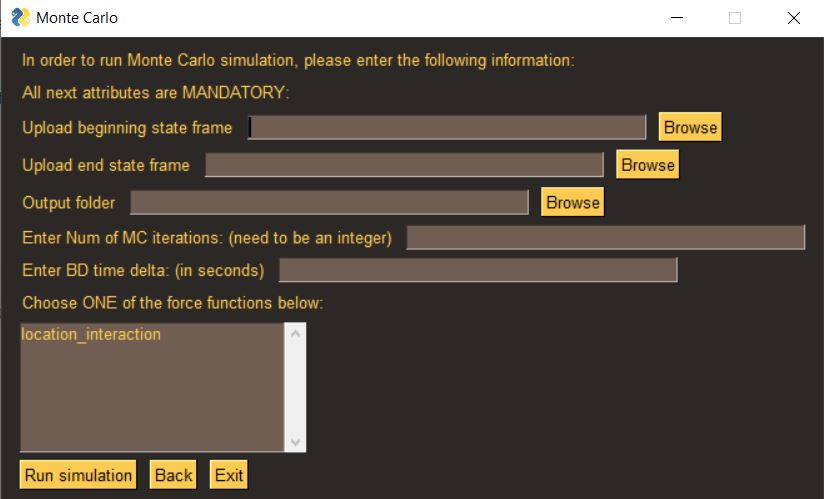 Monte Carlo
In order to run Monte Carlo simulation, please enter the following information:
All next attributes are MANDATORY:
Upload beginning state frame Browse
Upload end state frame Browse
Output folder Browse
Enter Num of MC iterations: (need to be an integer)
Enter BD time delta: (in seconds)
Choose ONE of the force functions below:
location_interaction
Run simulation Back Exit